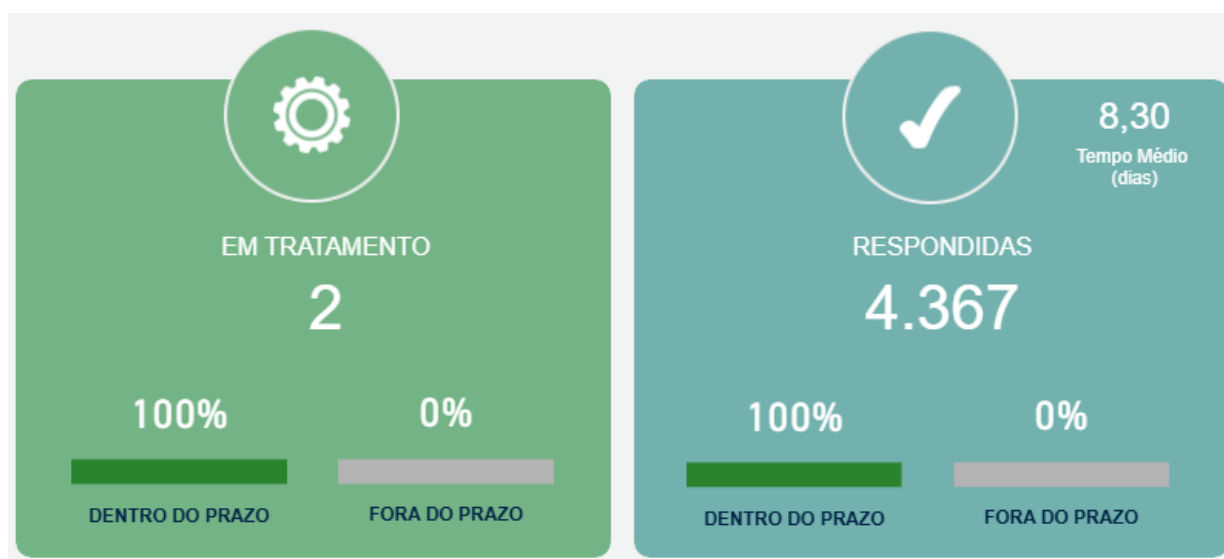 EM TRATAMENTO
2
100%
0%
DENTRO DO PRAZO
FORA DO PRAZO
8,30
Tempo Médio
(dias)
RESPONDIDAS
4.367
100%
0%
DENTRO DO PRAZO
FORA DO PRAZO